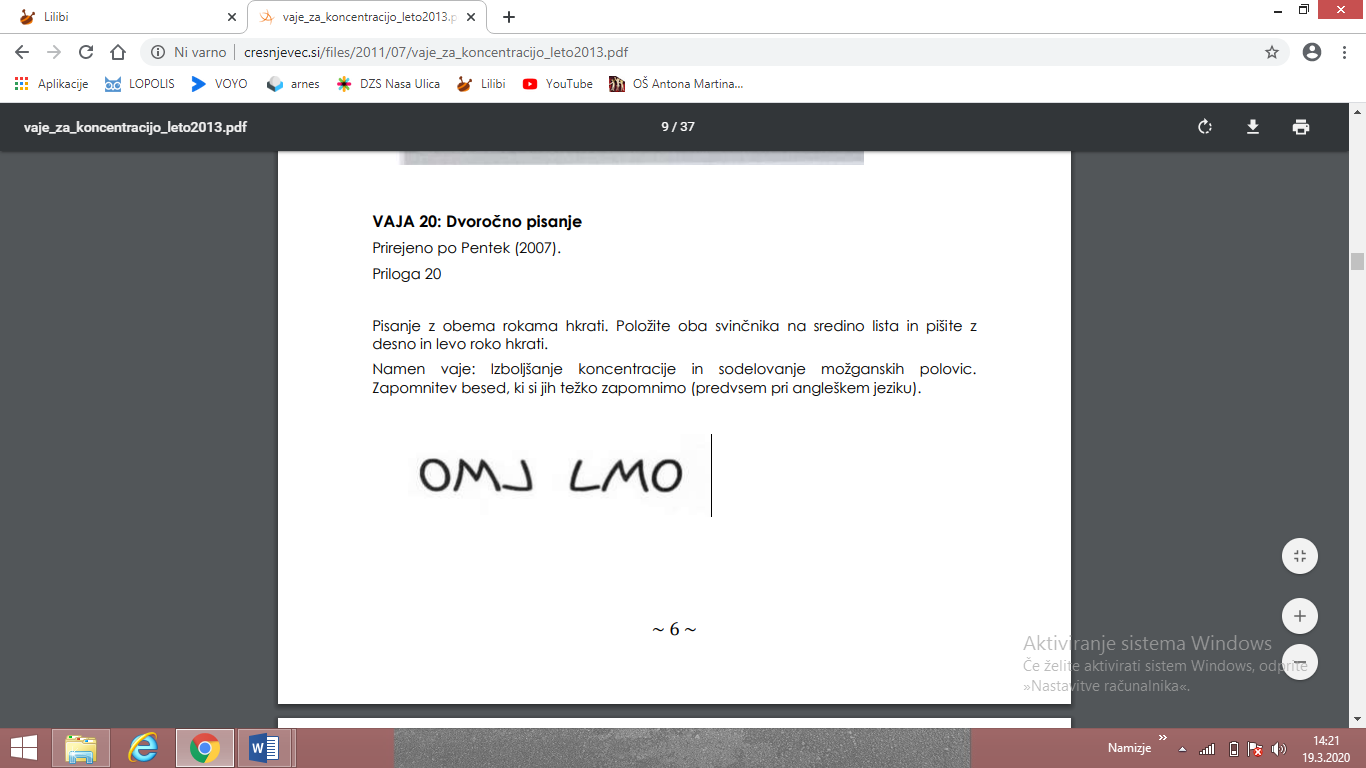 Lilibi
vaje_za_koncentracijo_leto2013.p
Ni varno
cresnjevec.si/files/2011/07/vaje_za_koncentracijo_leto2013.pdf
Aplikacije
LOPOLIS
VOYO
arnes
DZS Nasa Ulica
Lilibi
YouTube
OŠ Antona Martina...
vaje_za_koncentracijo_leto2013.pdf
9 / 37
VAJA 20: Dvoročno pisanje
Prirejeno po Pentek (2007).
Priloga 20
Pisanje z obema rokama hkrati. Položite oba svinčnika na sredino lista in pišite z
desno in levo roko hkrati.
Namen vaje: Izboljšanje koncentracije in sodelovanje možganskih polovic.
Zapomnitev besed, ki si jih težko zapomnimo (predvsem pri angleškem jeziku).
OMJ LMO
~ 6 ~
Aktiviranje sistema Windows
Če želite aktivirati sistem Windows, odprite
»Nastavitve računalnika«.
Namizje
14:21
19.3.2020